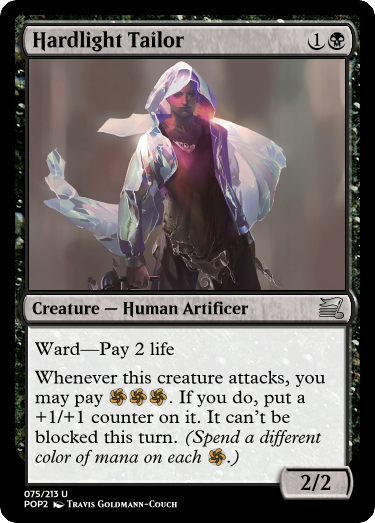 Hardlight Tailor 1
Creature — Human Artificer
Ward—Pay 2 life
Whenever this creature attacks, you
may pay . If you do, put a
+1/+1 counter on it. It can't be
blocked this turn. (Spend a different
color of mana on each .)
2/2
075/213 U
POP2 Travis Goldmann-Couch